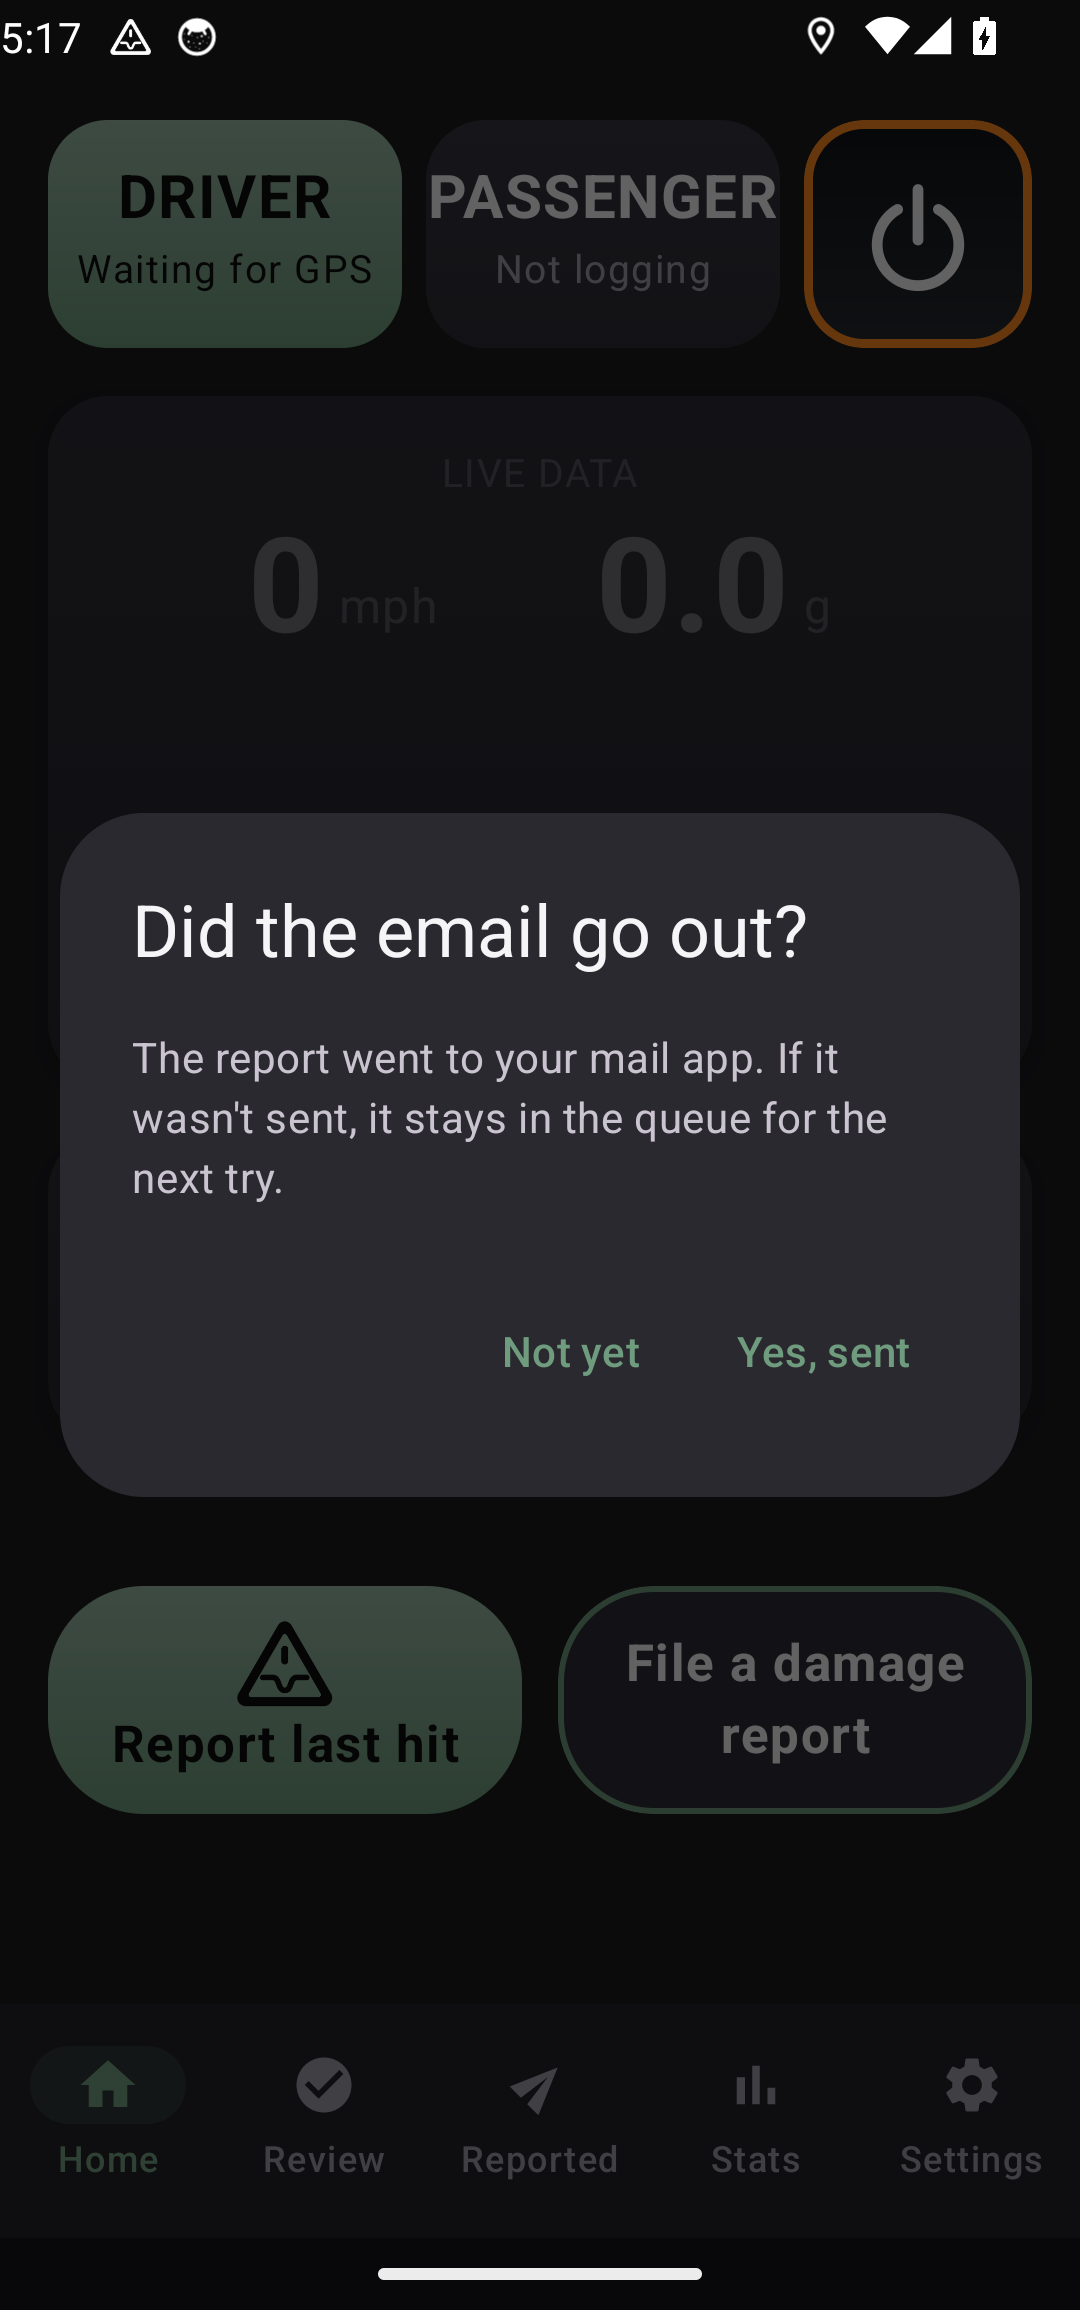 5:17
DRIVER
Waiting for GPS
PASSENGER
Not logging
LIVE DATA
0 mph
0.0 g
Did the email go out?
The report went to your mail app. If it
wasn't sent, it stays in the queue for the
next try.
Not yet
Yes, sent
Report last hit
File a damage
report
Home
Review
Reported
Stats
Settings